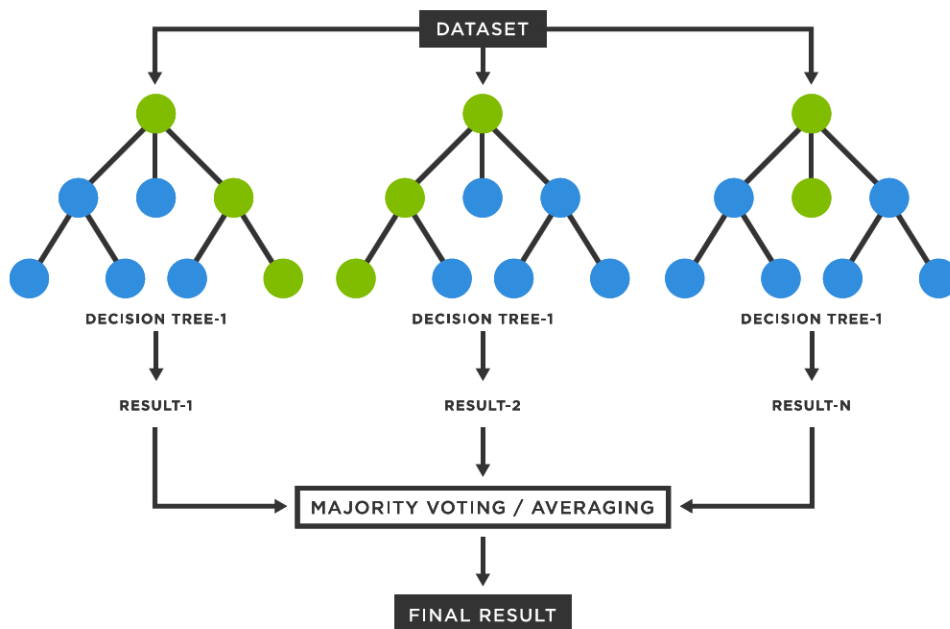 DATASET
DECISION TREE-1
DECISION TREE-1
DECISION TREE-1
RESULT-1
RESULT-2
RESULT-N
MAJORITY VOTING / AVERAGING
FINAL RESULT